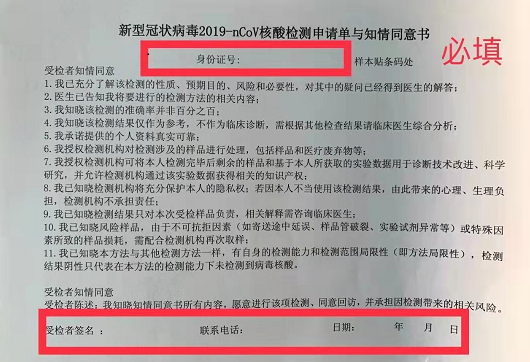 新型冠状病毒2019-nCoV核酸检测申请单与知情同意书
身份证号:
样本贴条码处
必填
受检者知情同意
1.我已充分了解该检测的性质、预期目的、风险和必要性，对其中的疑问已经得到医生的解答；
2.医生已告知我将要进行的检测方法的相关内容；
3.我知晓该检测的准确率并非百分之百；
4.我知晓该检测结果仅作为参考，不作为临床诊断，需根据其他检查结果请临床医生综合分析；
5.我承诺提供的个人资料真实可靠；
6.我授权检测机构对检测涉及的样品进行处理，包括样品和医疗废弃物等；
7.我授权检测机构可将本人检测完毕后剩余的样品和基于本人所获取的实验数据用于诊断技术改进、科学
研究，并允许检测机构通过该实验数据获得相关的知识产权；
8.我已知晓检测机构将充分保护本人的隐私权；若因本人不当使用该检测结果，由此带来的心理、生理负
担，检测机构不承担责任；
9.我已知晓检测结果只对本次受检样品负责，相关解释需咨询临床医生；
10.我已知晓风险样品，由于不可抗拒因素（如寄送途中延误、样品管破裂、实验试剂异常等）或特殊因
素所致的样品损耗，需配合检测机构再次取样；
11.我已知晓本方法与其他检测方法一样，有自身的检测能力和检测范围局限性（即方法局限性），检测
结果阴性只代表在本方法的检测能力下未检测到病毒核酸。
受检者知情同意
受检者陈述：我知晓知情同意书所有内容，愿意进行该项检测、同意回访，并承担因检测带来的相关风险。
受检者签名： 联系电话： 日期： 年 月 日